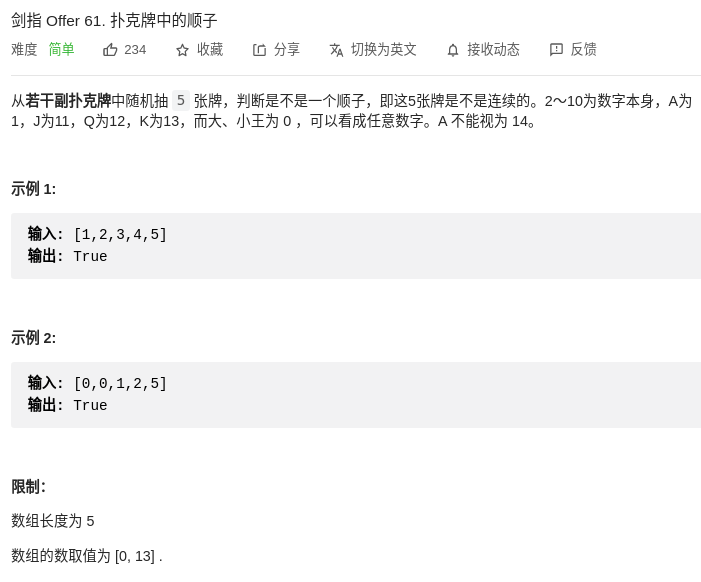 剑指 Offer 61. 扑克牌中的顺子
难度 简单 234 收藏 分享 切换为英文 接收动态 反馈
从若干副扑克牌中随机抽 5 张牌，判断是不是一个顺子，即这5张牌是不是连续的。2～10为数字本身，A为
1，J为11，Q为12，K为13，而大、小王为 0 ，可以看成任意数字。A 不能视为 14。
示例 1:
输入: [1,2,3,4,5]
输出: True
示例 2:
输入: [0,0,1,2,5]
输出: True
限制：
数组长度为 5
数组的数取值为 [0, 13] .